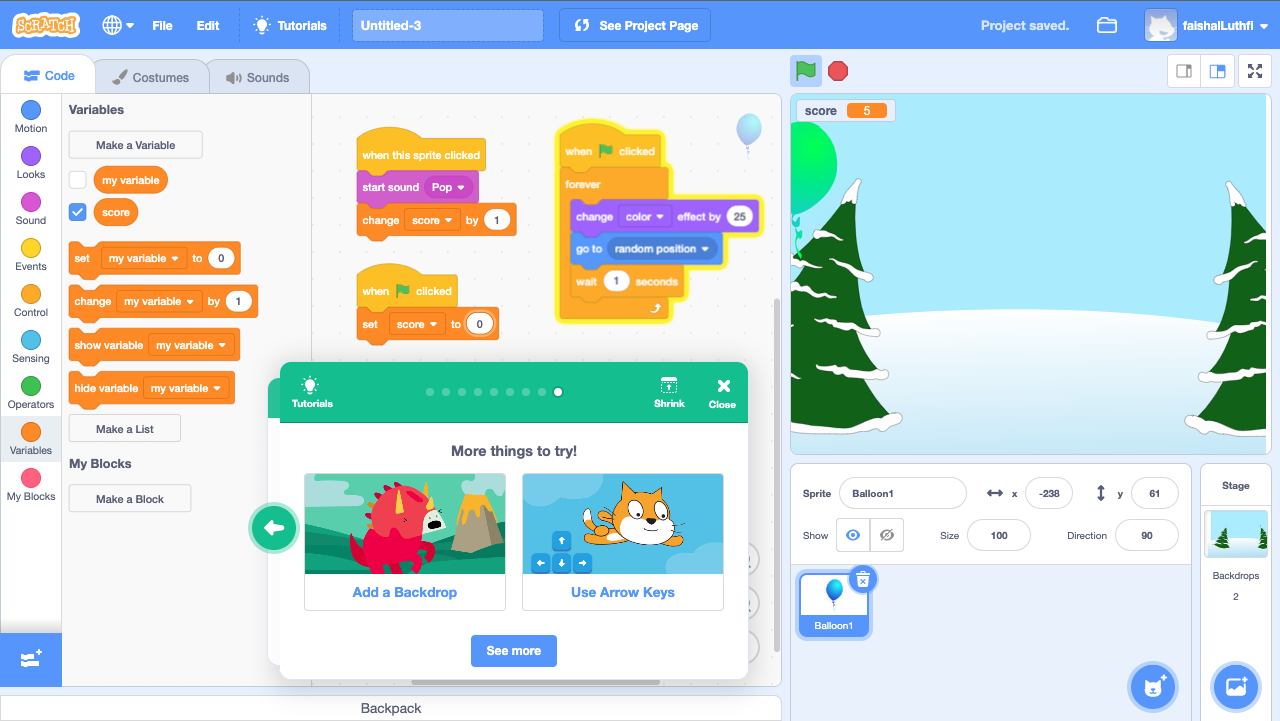 SCRATCH
File
Edit
Tutorials
Untitled-3
See Project Page
Project saved.
faishalLuthfi
Code
Costumes
Sounds
Motion
Looks
Sound
Events
Control
Sensing
Operators
Variables
My Blocks
Variables
Make a Variable
my variable
score
set my variable to 0
change my variable by 1
show variable my variable
hide variable my variable
Make a List
My Blocks
Make a Block
when this sprite clicked
start sound Pop
change score by 1
when clicked
set score to 0
when clicked
forever
change color effect by 25
go to random position
wait 1 seconds
Tutorials
Shrink
Close
More things to try!
Add a Backdrop
Use Arrow Keys
See more
Backpack
score 5
Sprite
Balloon1
x
-238
y
61
Show
Size
100
Direction
90
Balloon1
Stage
Backdrops
2